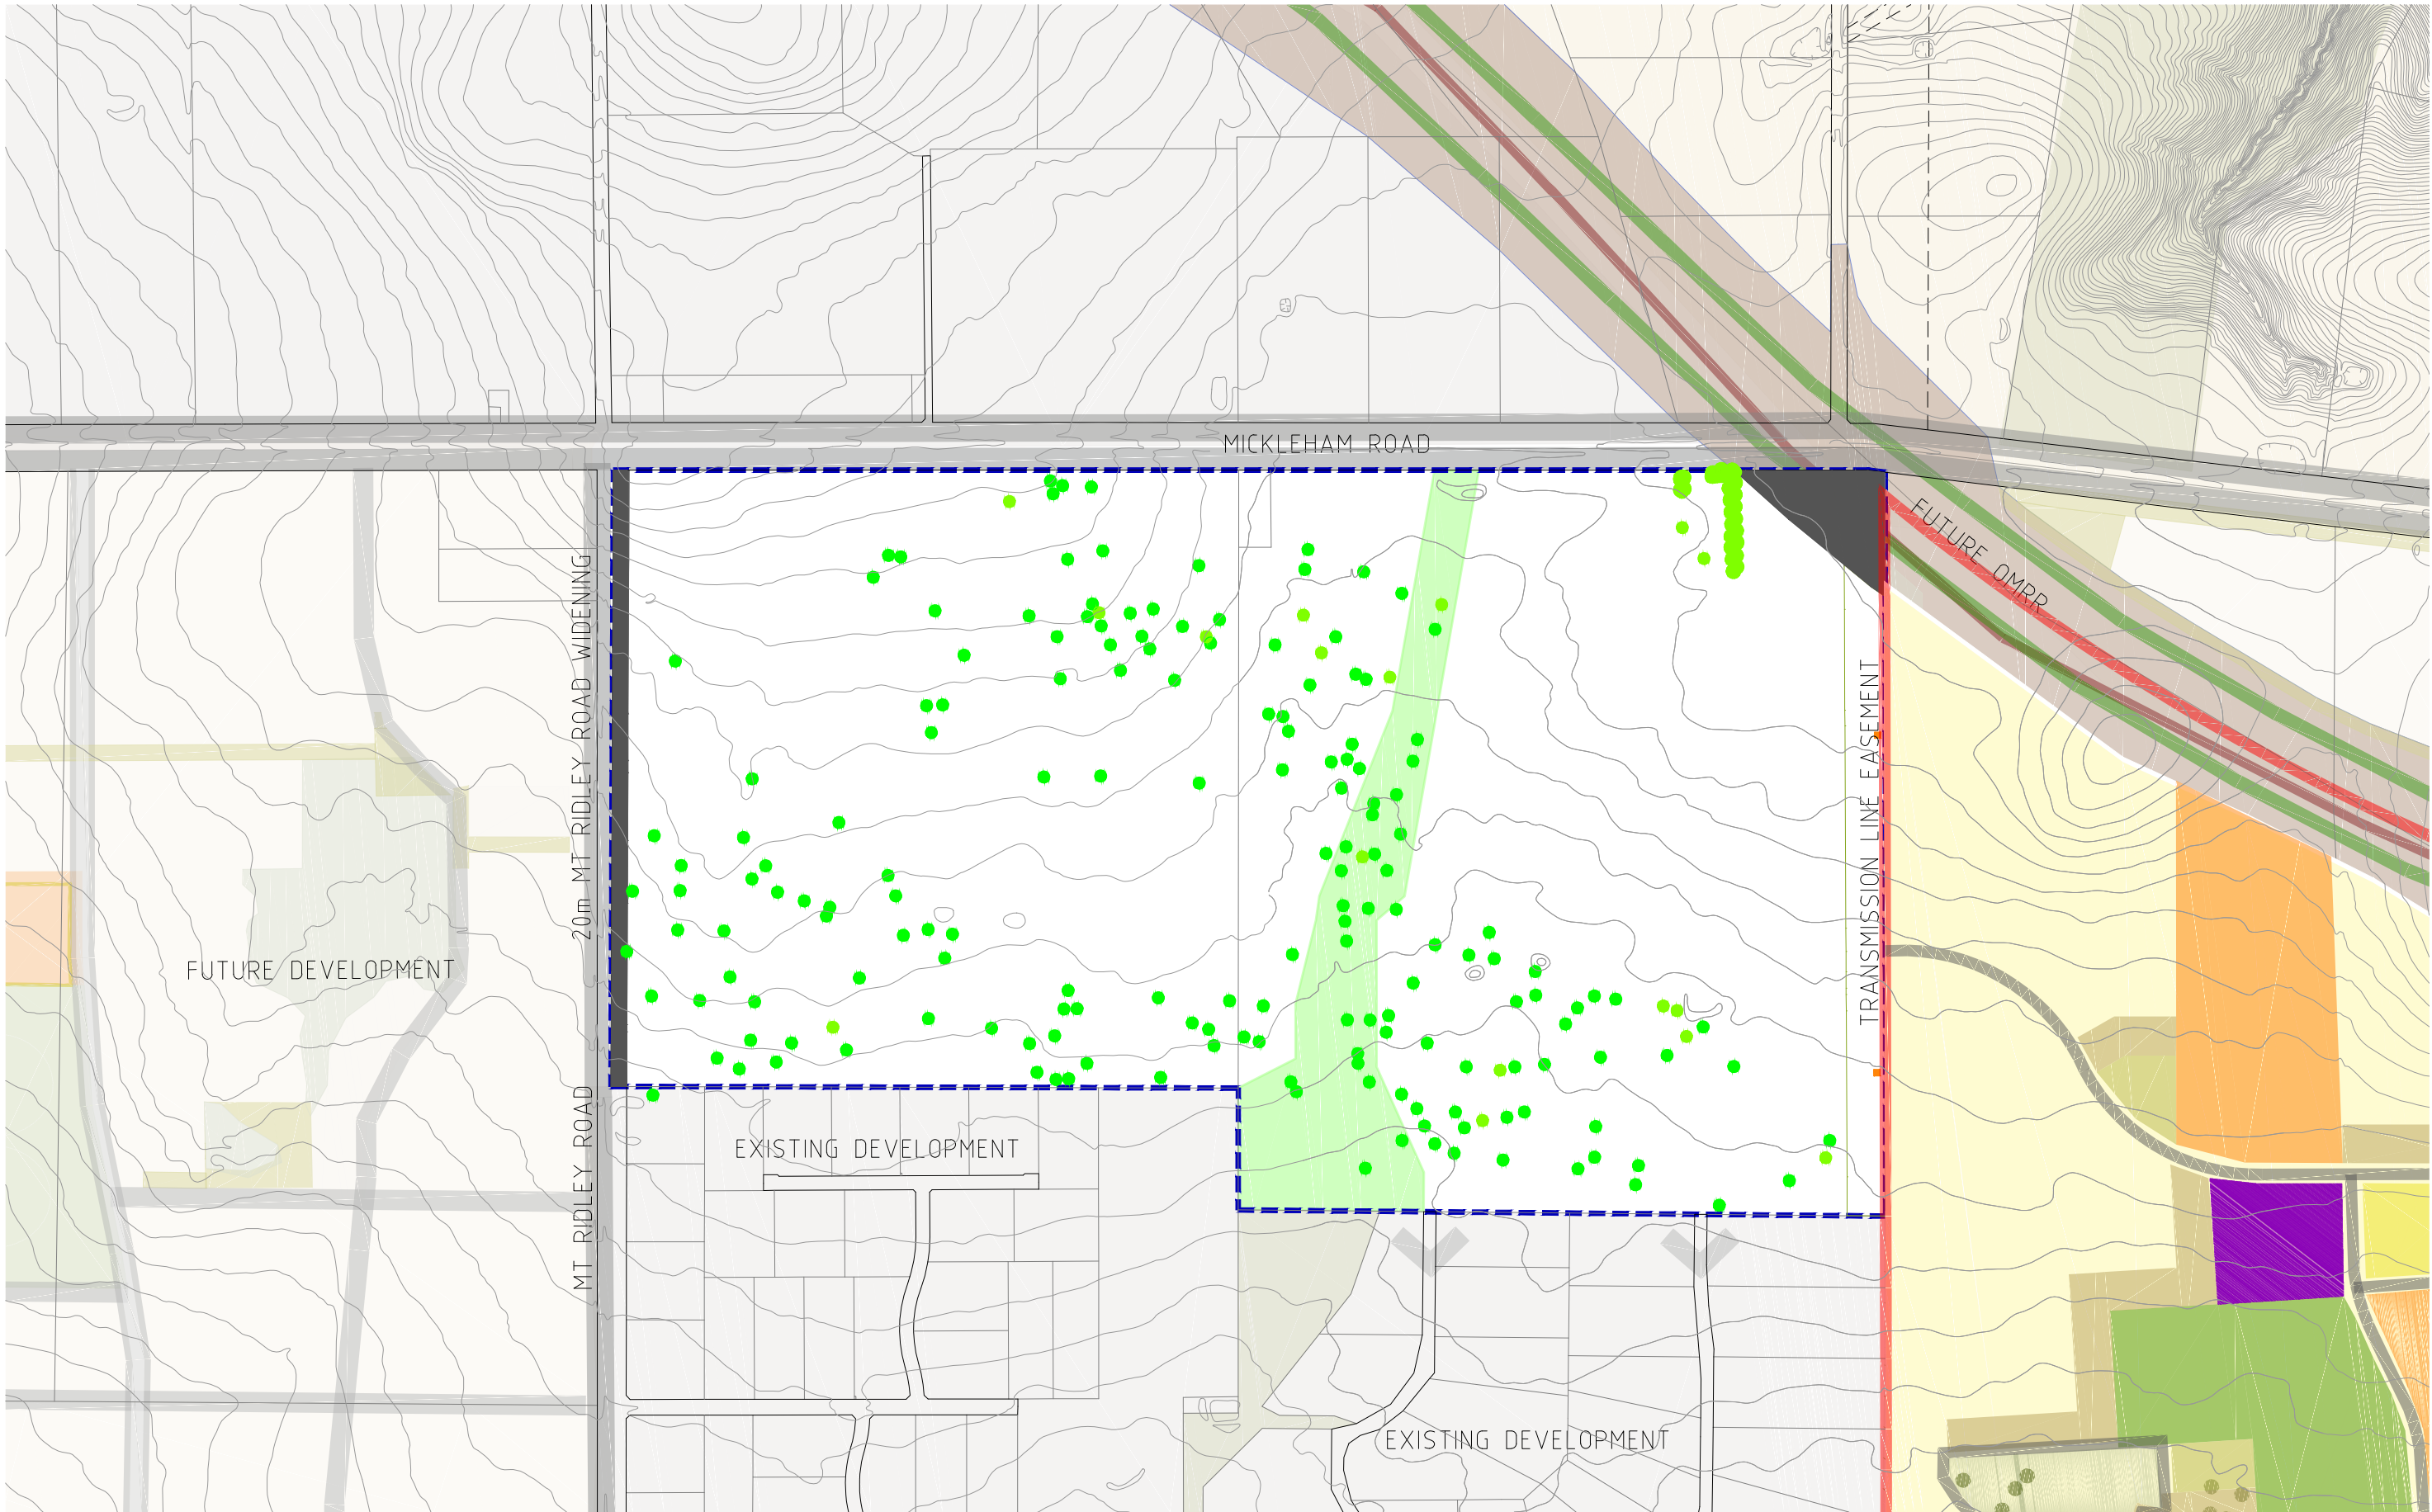 MICKLEHAM ROAD
FUTURE OMRR
20m MT RIDLEY ROAD WIDENING
TRANSMISSION LINE EASEMENT
FUTURE DEVELOPMENT
MT RIDLEY ROAD
EXISTING DEVELOPMENT
EXISTING DEVELOPMENT